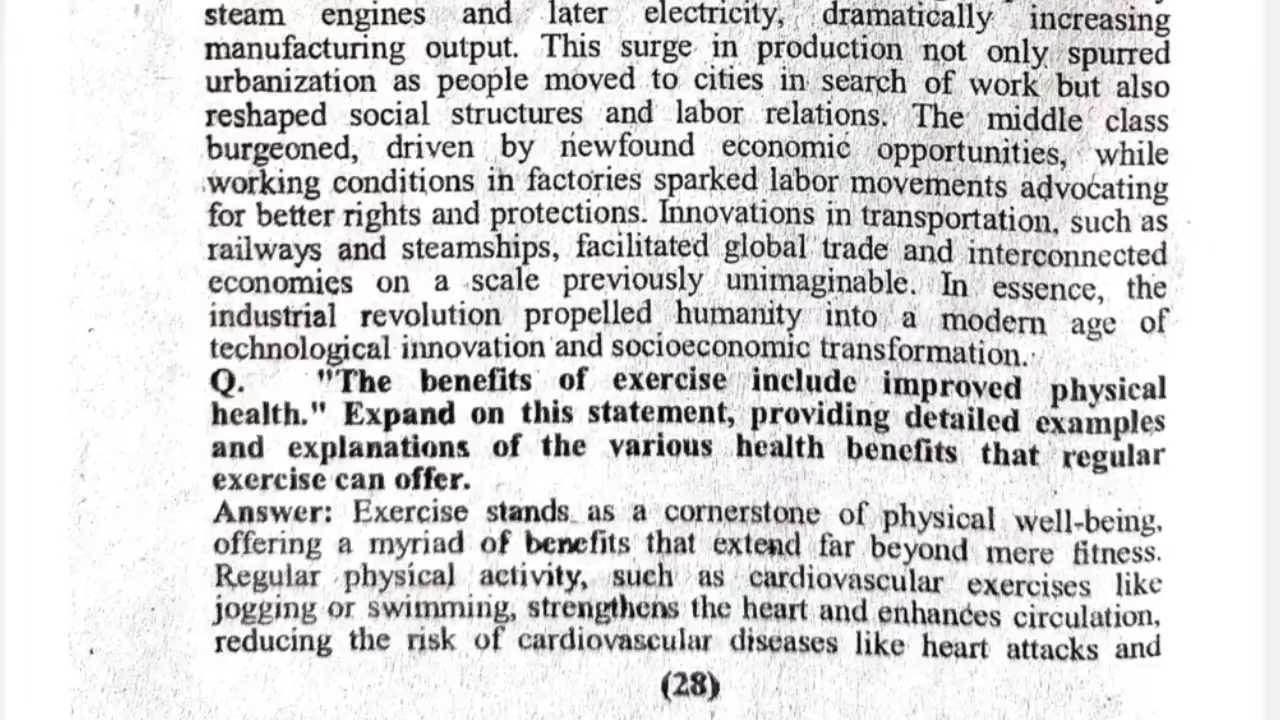 steam engines and later electricity, dramatically increasing
manufacturing output. This surge in production not only spurred
urbanization as people moved to cities in search of work but also
reshaped social structures and labor relations. The middle class
burgeoned, driven by newfound economic opportunities, while
working conditions in factories sparked labor movements advocating
for better rights and protections. Innovations in transportation, such as
railways and steamships, facilitated global trade and interconnected
economies on a scale previously unimaginable. In essence, the
industrial revolution propelled humanity into a modern age of
technological innovation and socioeconomic transformation.
Q. "The benefits of exercise include improved physical
health." Expand on this statement, providing detailed examples
and explanations of the various health benefits that regular
exercise can offer.
Answer: Exercise stands as a cornerstone of physical well-being,
offering a myriad of benefits that extend far beyond mere fitness.
Regular physical activity, such as cardiovascular exercises like
jogging or swimming, strengthens the heart and enhances circulation,
reducing the risk of cardiovascular diseases like heart attacks and
(28)